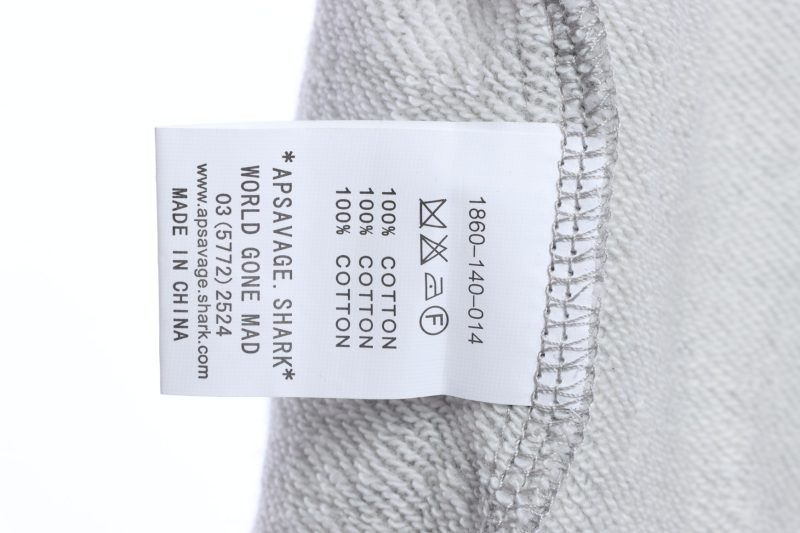 1860-140-014
100% COTTON
100% COTTON
100% COTTON
*APSAVAGE. SHARK*
WORLD GONE MAD
03 (5772) 2524
www.apsavage.shark.com
MADE IN CHINA